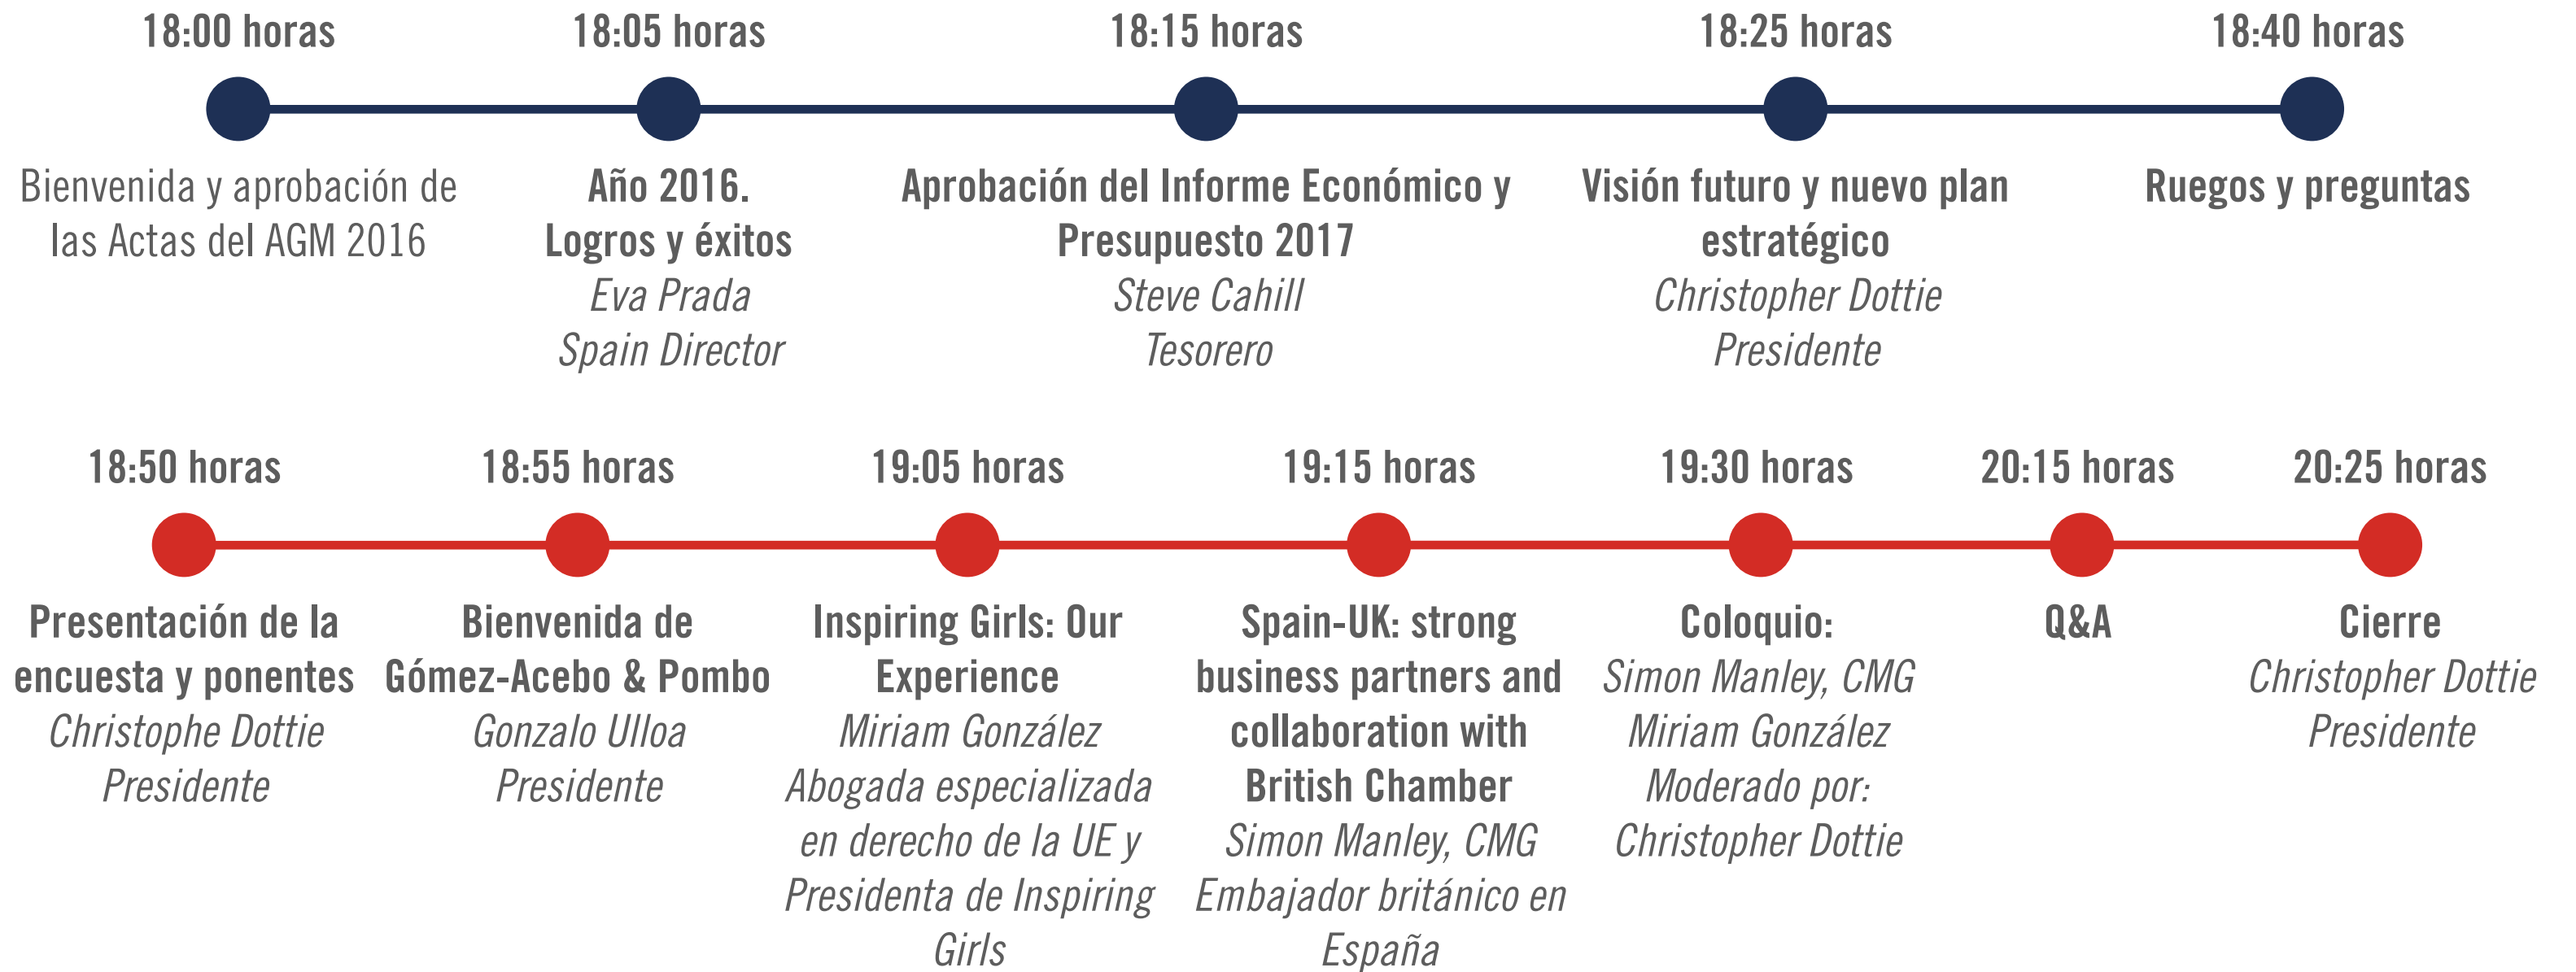 18:00 horas
18:05 horas
18:15 horas
18:25 horas
18:40 horas
Bienvenida y aprobación de
las Actas del AGM 2016
Año 2016.
Logros y éxitos
Eva Prada
Spain Director
Aprobación del Informe Económico y
Presupuesto 2017
Steve Cahill
Tesorero
Visión futuro y nuevo plan
estratégico
Christopher Dottie
Presidente
Ruegos y preguntas
18:50 horas
18:55 horas
19:05 horas
19:15 horas
19:30 horas
20:15 horas
20:25 horas
Presentación de la
encuesta y ponentes
Christophe Dottie
Presidente
Bienvenida de
Gómez-Acebo & Pombo
Gonzalo Ulloa
Presidente
Inspiring Girls: Our
Experience
Miriam González
Abogada especializada
en derecho de la UE y
Presidenta de Inspiring
Girls
Spain-UK: strong
business partners and
collaboration with
British Chamber
Simon Manley, CMG
Embajador británico en
España
Coloquio:
Simon Manley, CMG
Miriam González
Moderado por:
Christopher Dottie
Q&A
Cierre
Christopher Dottie
Presidente